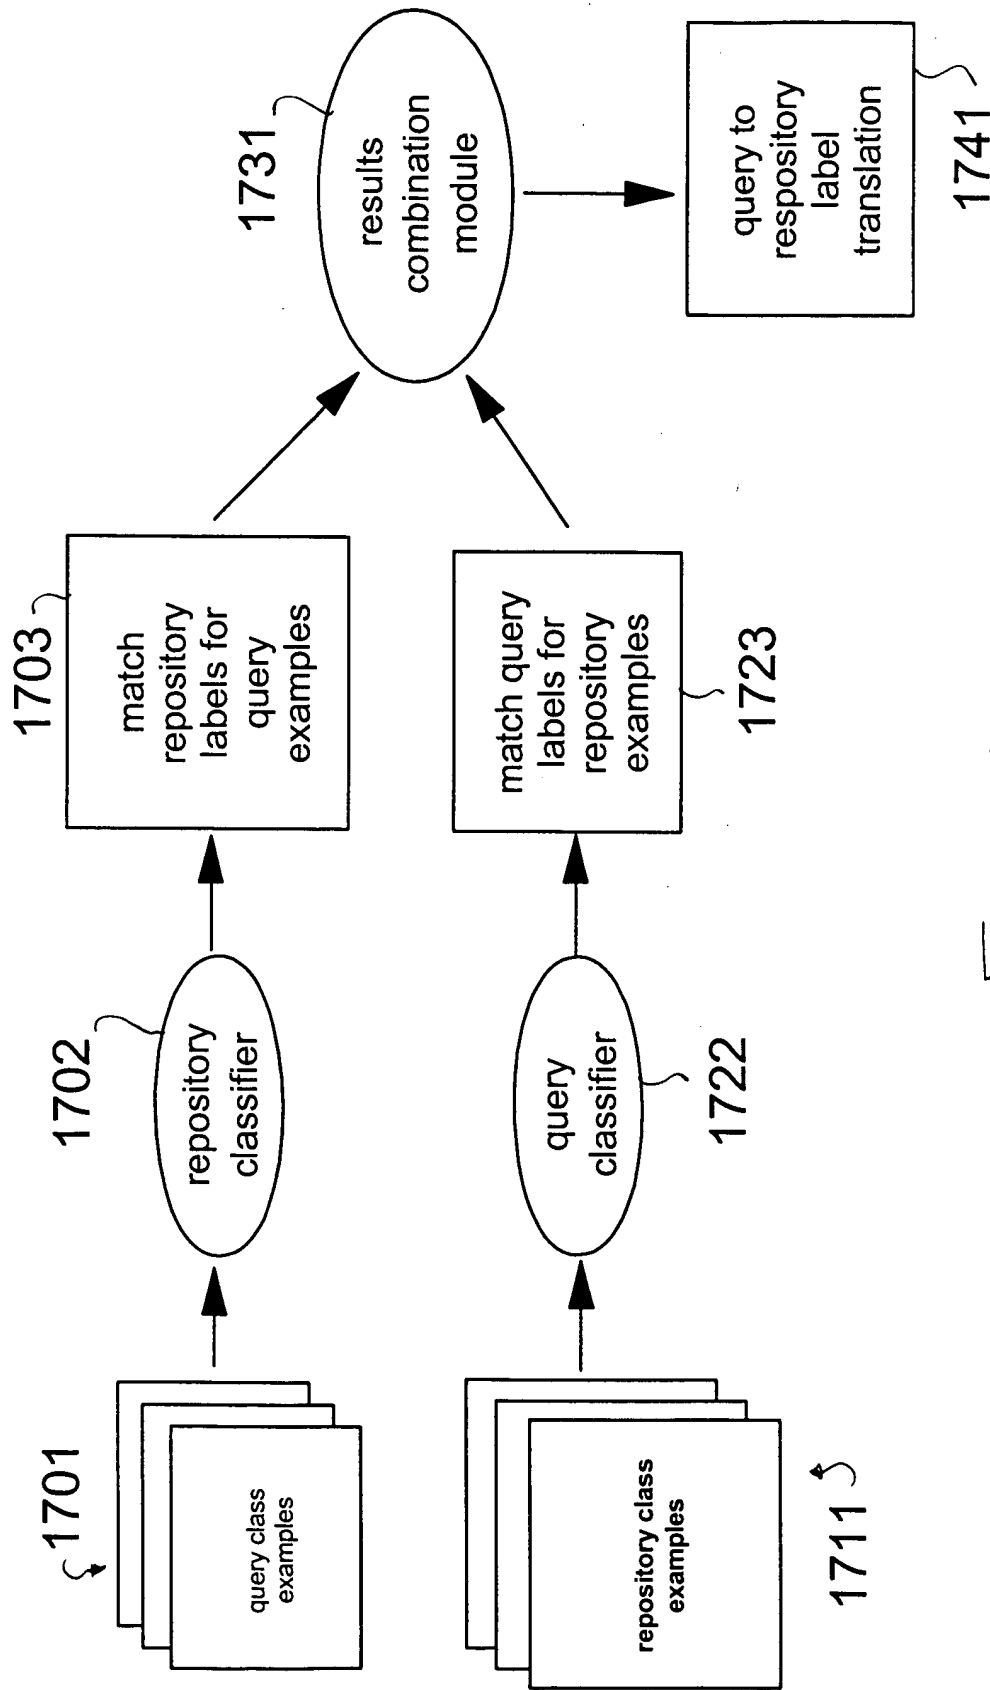 1701
query class
examples
1702
repository
classifier
1703
match
repository
labels for
query
examples
1711
repository class
examples
1722
query
classifier
1723
match query
labels for
repository
examples
1731
results
combination
module
1741
query to
respository
label
translation